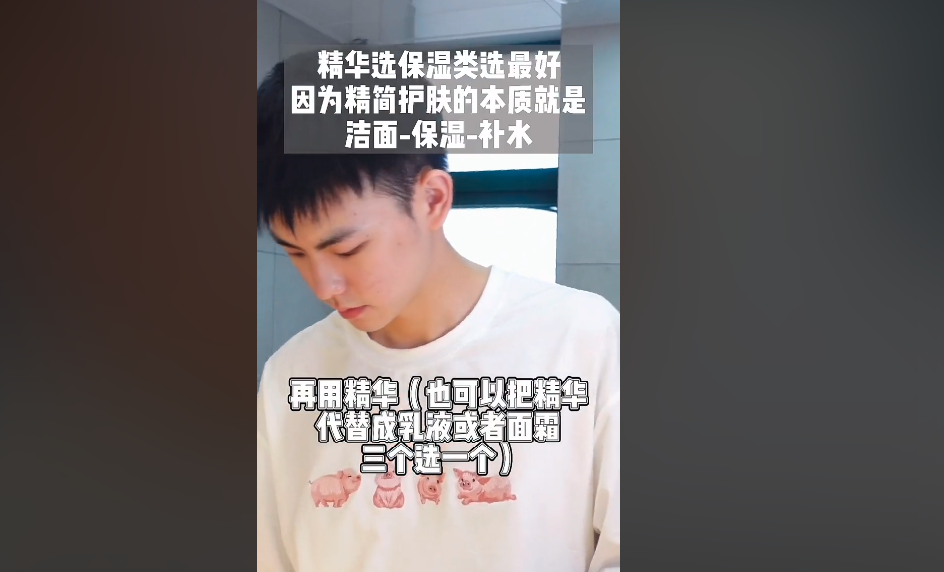 精华选保湿类选最好
因为精简护肤的本质就是
洁面-保湿-补水
再用精华（也可以把精华
代替成乳液或者面霜
三个选一个）